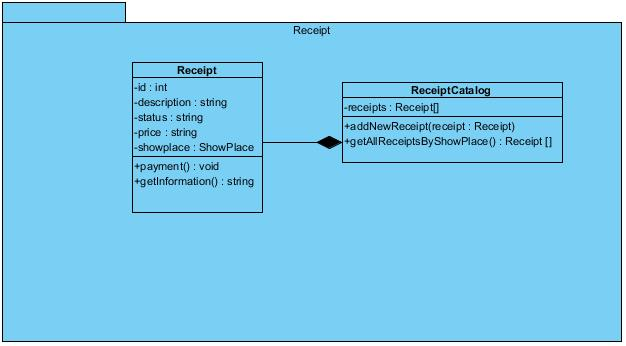 Receipt
Receipt
-id : int
-description : string
-status : string
-price : string
-showplace : ShowPlace
+payment() : void
+getInformation() : string
ReceiptCatalog
-receipts : Receipt[]
+addNewReceipt(receipt : Receipt)
+getAllReceiptsByShowPlace() : Receipt []